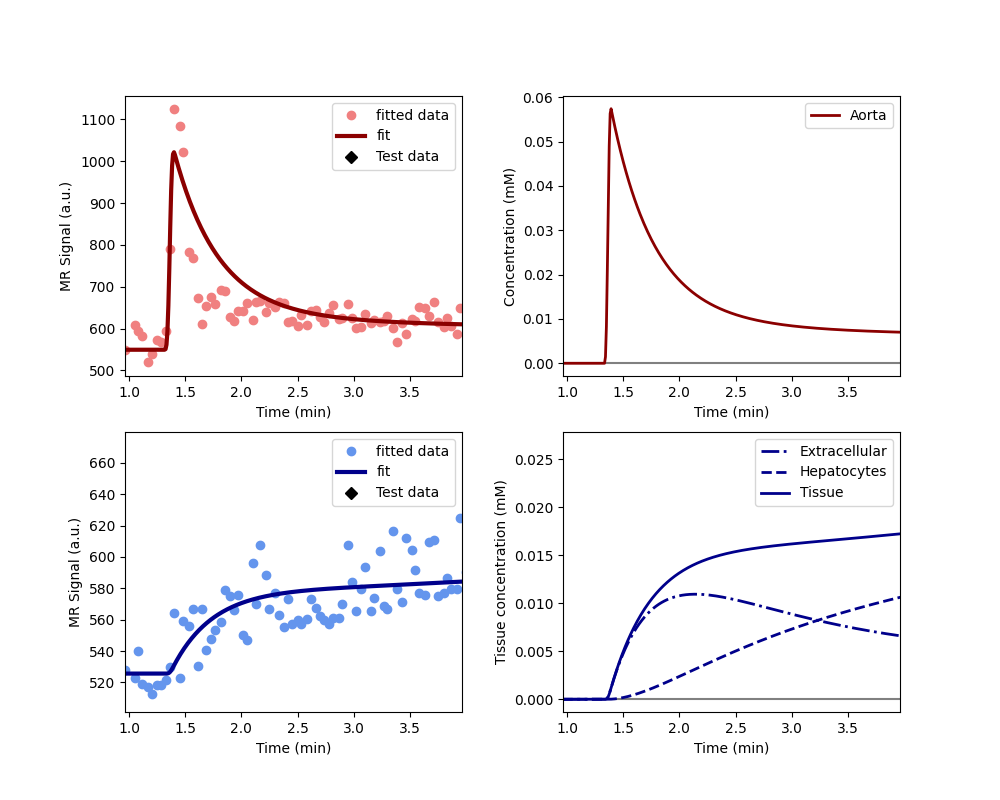 MR Signal (a.u.)
1100
1000
900
800
700
600
500
1.0 1.5 2.0 2.5 3.0 3.5
Time (min)
fitted data
fit
Test data
Concentration (mM)
0.06
0.05
0.04
0.03
0.02
0.01
0.00
1.0 1.5 2.0 2.5 3.0 3.5
Time (min)
Aorta
MR Signal (a.u.)
660
640
620
600
580
560
540
520
1.0 1.5 2.0 2.5 3.0 3.5
Time (min)
fitted data
fit
Test data
Tissue concentration (mM)
0.025
0.020
0.015
0.010
0.005
0.000
1.0 1.5 2.0 2.5 3.0 3.5
Time (min)
Extracellular
Hepatocytes
Tissue